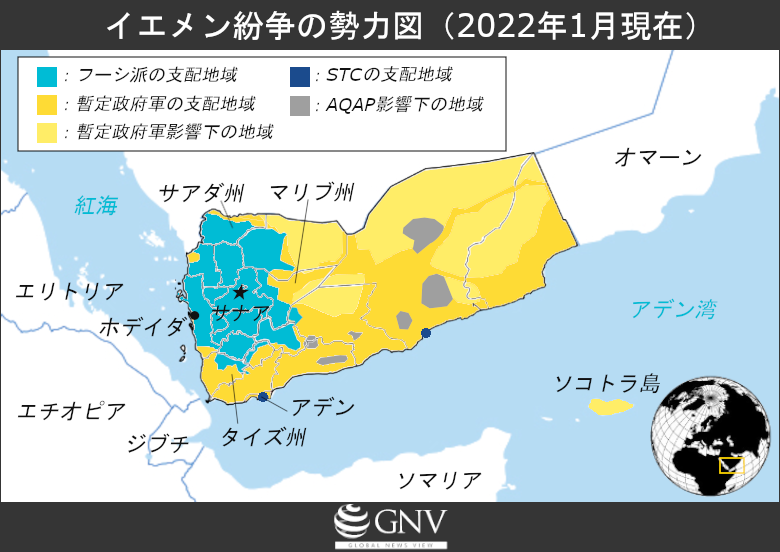 イエメン紛争の勢力図（2022年1月現在）
：フーシ派の支配地域
：STCの支配地域
：暫定政府軍の支配地域
：AQAP影響下の地域
：暫定政府軍影響下の地域
オマーン
サアダ州
マリブ州
紅海
エリトリア
サナア
ホデイダ
アデン湾
ソコトラ島
エチオピア
アデン
タイズ州
ジブチ
ソマリア
GNV
GLOBAL NEWS VIEW